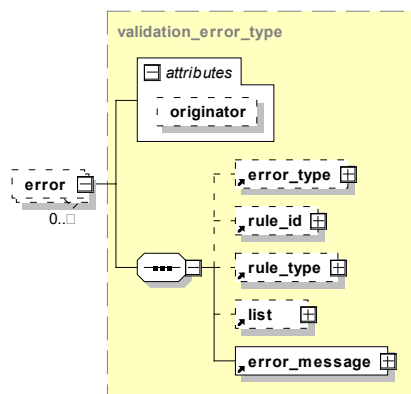 validation_error_type
attributes
originator
error
0..□
error_type
rule_id
rule_type
list
error_message